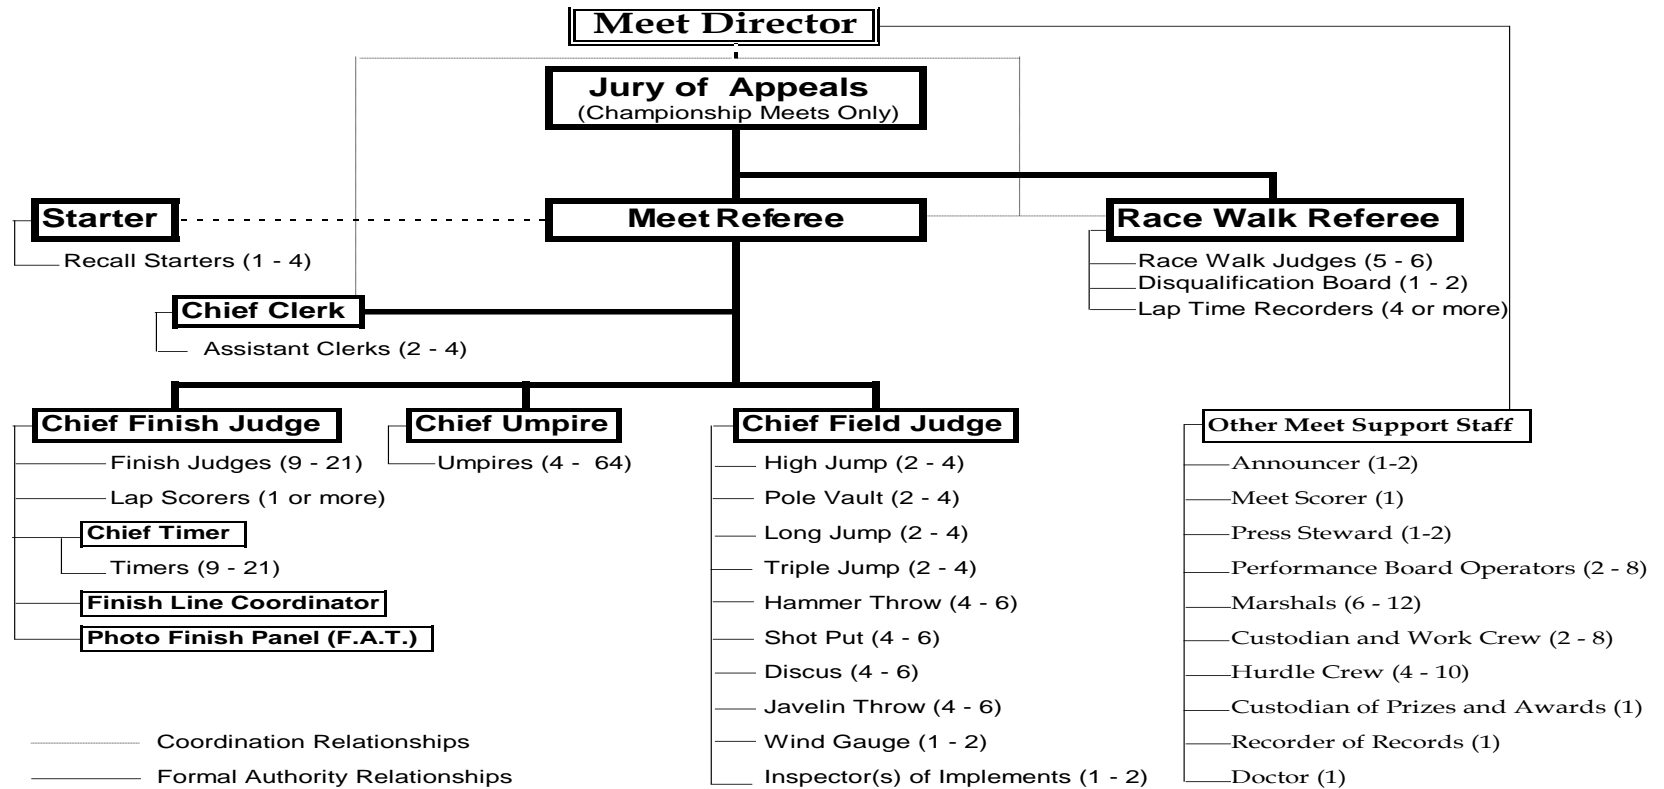 Meet Director
Jury of Appeals
(Championship Meets Only)
Starter
Meet Referee
Race Walk Referee
Recall Starters (1 - 4)
Race Walk Judges (5 - 6)
Disqualification Board (1 - 2)
Lap Time Recorders (4 or more)
Chief Clerk
Assistant Clerks (2 - 4)
Chief Finish Judge
Finish Judges (9 - 21)
Lap Scorers (1 or more)
Chief Timer
Timers (9 - 21)
Finish Line Coordinator
Photo Finish Panel (F.A.T.)
Chief Umpire
Umpires (4 - 64)
Chief Field Judge
High Jump (2 - 4)
Pole Vault (2 - 4)
Long Jump (2 - 4)
Triple Jump (2 - 4)
Hammer Throw (4 - 6)
Shot Put (4 - 6)
Discus (4 - 6)
Javelin Throw (4 - 6)
Wind Gauge (1 - 2)
Inspector(s) of Implements (1 - 2)
Other Meet Support Staff
Announcer (1-2)
Meet Scorer (1)
Press Steward (1-2)
Performance Board Operators (2 - 8)
Marshals (6 - 12)
Custodian and Work Crew (2 - 8)
Hurdle Crew (4 - 10)
Custodian of Prizes and Awards (1)
Recorder of Records (1)
Doctor (1)
Coordination Relationships
Formal Authority Relationships